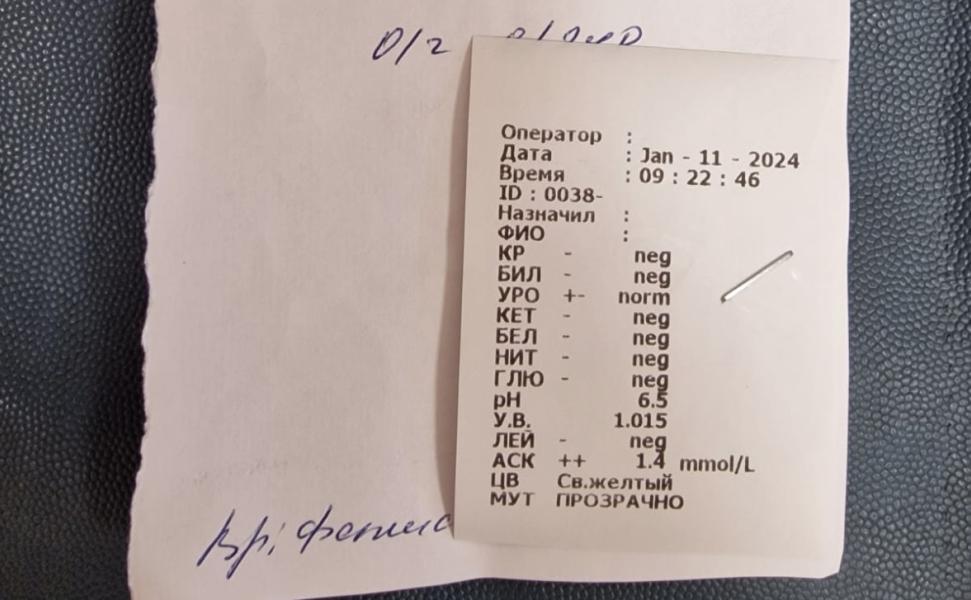 О/г
Оператор :
Дата : Jan - 11 - 2024
Время : 09 : 22 : 46
ID : 0038-
Назначил :
ФИО :
КР - neg
БИЛ - neg
УРО +- norm
КЕТ - neg
БЕЛ - neg
НИТ - neg
ГЛЮ - neg
pH 6.5
У.В. 1.015
ЛЕЙ - neg
АСК ++ 1.4 mmol/L
ЦВ Св.желтый
МУТ ПРОЗРАЧНО
Вр: